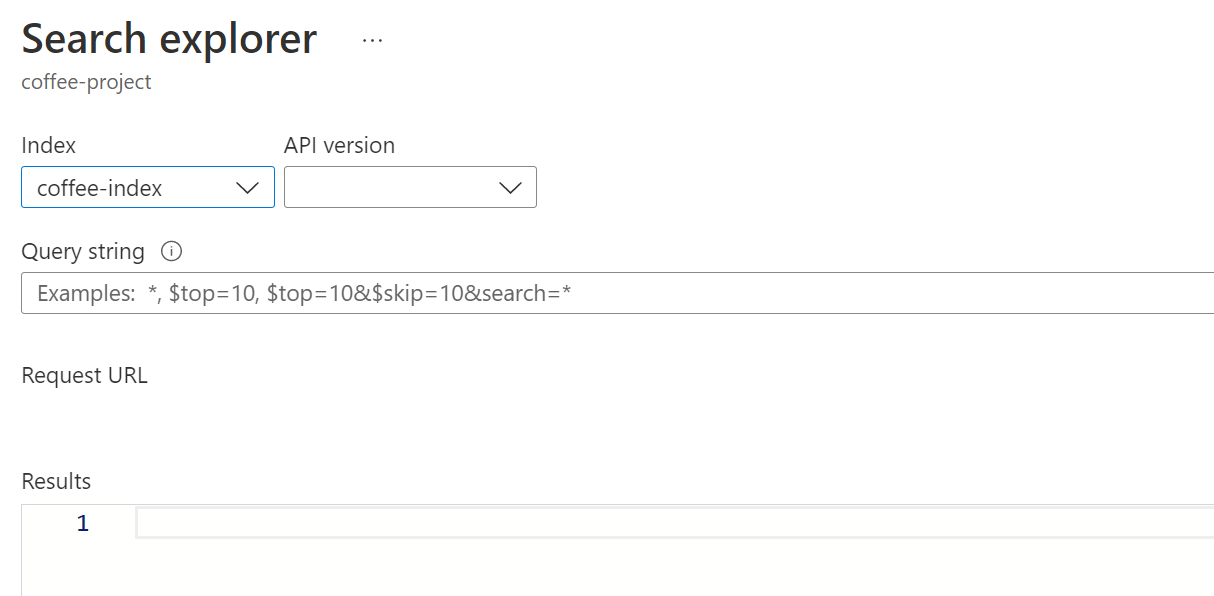 Search explorer ...
coffee-project
Index API version
coffee-index
Query string
Examples: *, $top=10, $top=10&$skip=10&search=*
Request URL
Results
1